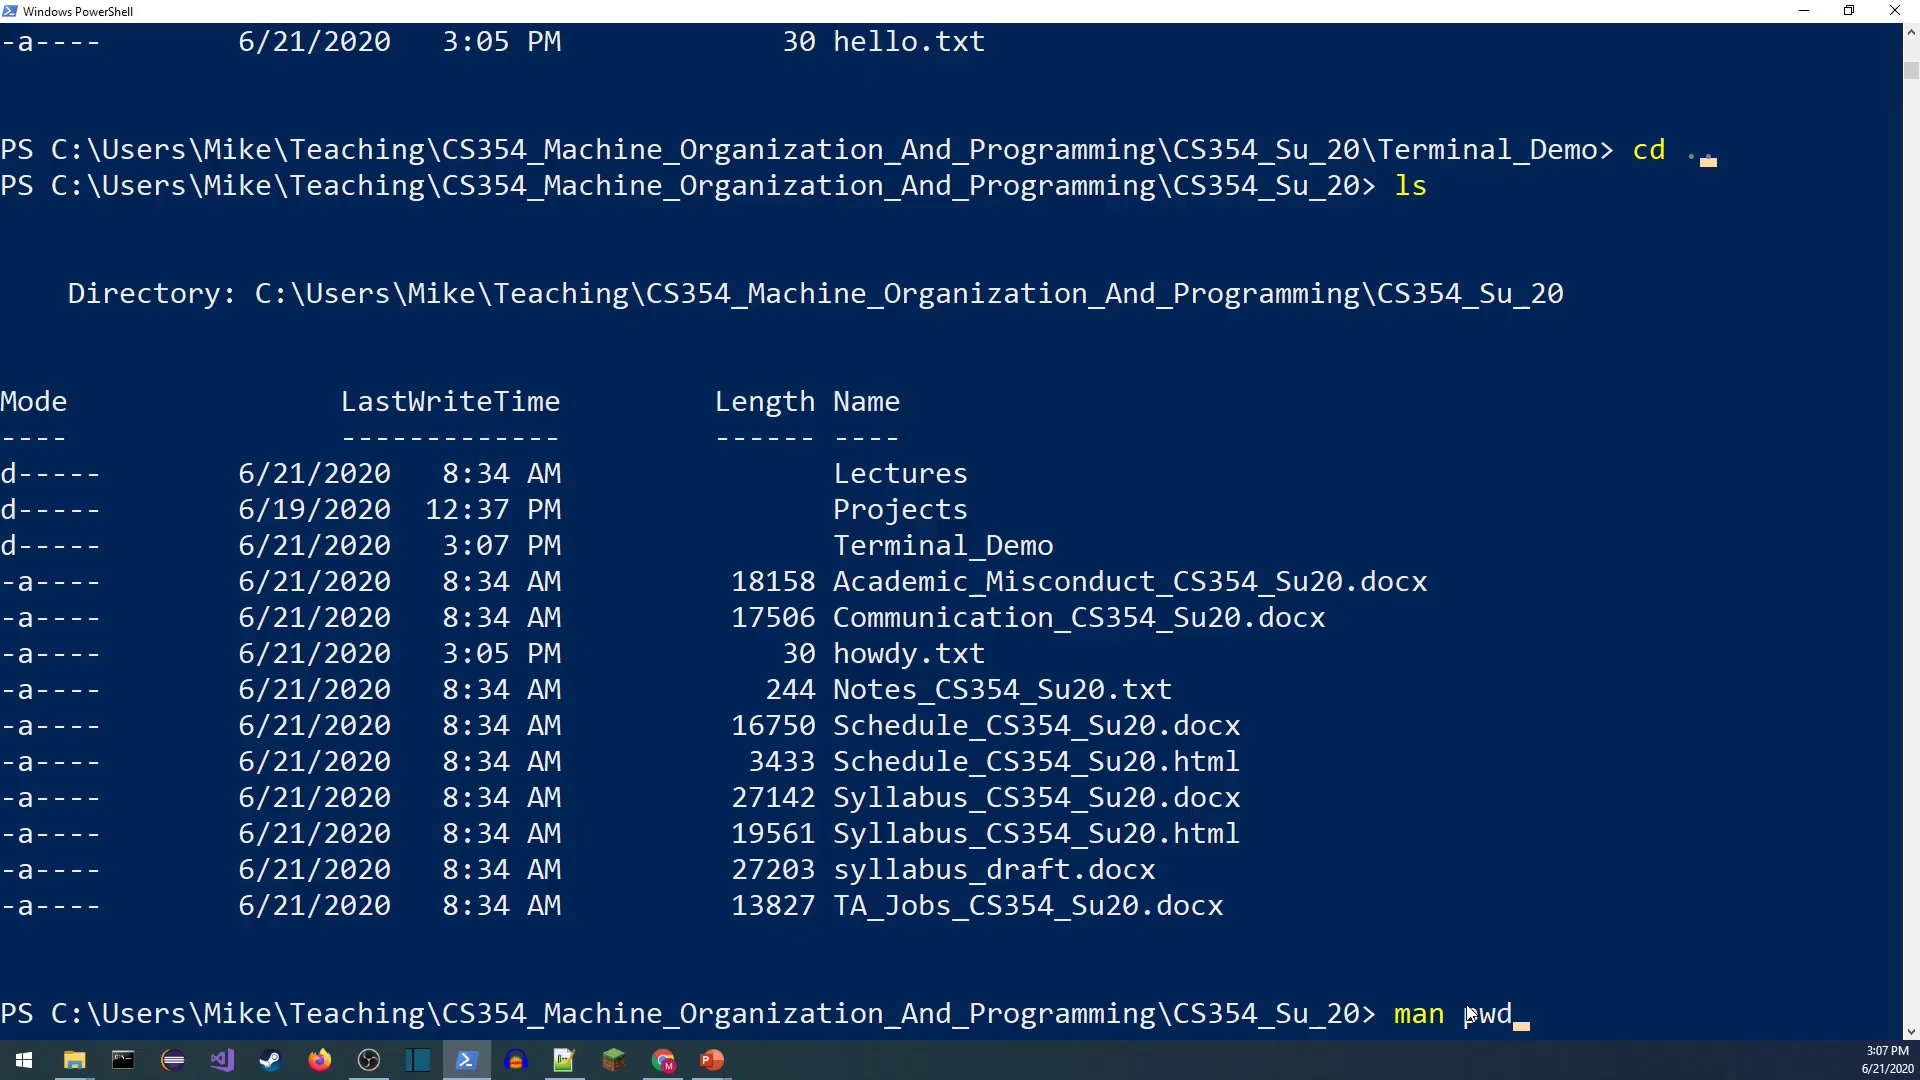 Windows PowerShell
-a---- 6/21/2020 3:05 PM 30 hello.txt
PS C:\Users\Mike\Teaching\CS354_Machine_Organization_And_Programming\CS354_Su_20\Terminal_Demo> cd ..
PS C:\Users\Mike\Teaching\CS354_Machine_Organization_And_Programming\CS354_Su_20> ls
Directory: C:\Users\Mike\Teaching\CS354_Machine_Organization_And_Programming\CS354_Su_20
Mode LastWriteTime Length Name
---- ------------- ------ ----
d----- 6/21/2020 8:34 AM Lectures
d----- 6/19/2020 12:37 PM Projects
d----- 6/21/2020 3:07 PM Terminal_Demo
-a---- 6/21/2020 8:34 AM 18158 Academic_Misconduct_CS354_Su20.docx
-a---- 6/21/2020 8:34 AM 17506 Communication_CS354_Su20.docx
-a---- 6/21/2020 3:05 PM 30 howdy.txt
-a---- 6/21/2020 8:34 AM 244 Notes_CS354_Su20.txt
-a---- 6/21/2020 8:34 AM 16750 Schedule_CS354_Su20.docx
-a---- 6/21/2020 8:34 AM 3433 Schedule_CS354_Su20.html
-a---- 6/21/2020 8:34 AM 27142 Syllabus_CS354_Su20.docx
-a---- 6/21/2020 8:34 AM 19561 Syllabus_CS354_Su20.html
-a---- 6/21/2020 8:34 AM 27203 syllabus_draft.docx
-a---- 6/21/2020 8:34 AM 13827 TA_Jobs_CS354_Su20.docx
PS C:\Users\Mike\Teaching\CS354_Machine_Organization_And_Programming\CS354_Su_20> man pwd
3:07 PM
6/21/2020